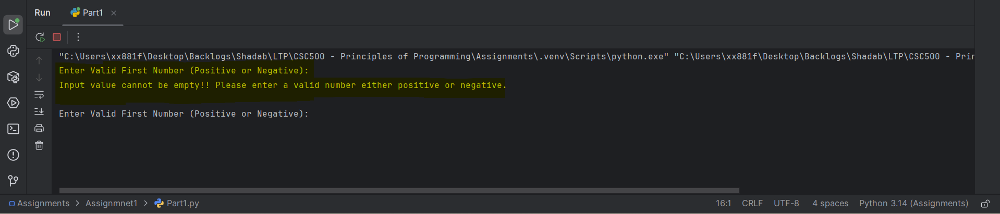 Run Part1
"C:\Users\xx881f\Desktop\Backlogs\Shadab\LTP\CSC500 - Principles of Programming\Assignments\.venv\Scripts\python.exe" "C:\Users\xx881f\Desktop\Backlogs\Shadab\LTP\CSC500 - Prin
Enter Valid First Number (Positive or Negative):
Input value cannot be empty!! Please enter a valid number either positive or negative.
Enter Valid First Number (Positive or Negative):
Assignments > Assignmnet1 > Part1.py 16:1 CRLF UTF-8 4 spaces Python 3.14 (Assignments)